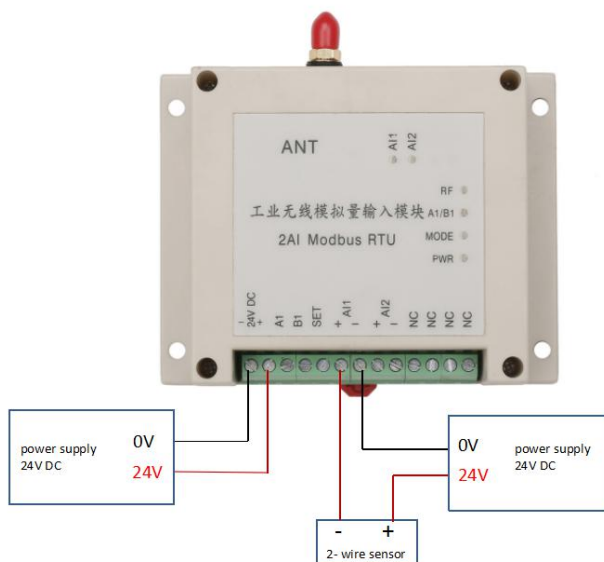 ANT
AI1
AI2
RF
工业无线模拟量输入模块
A1/B1
2AI Modbus RTU
MODE
PWR
− 24V DC +
A1
B1
SET
+ AI1 −
+ AI2 −
NC
NC
NC
NC
power supply
24V DC
0V
24V
0V
24V
power supply
24V DC
- +
2- wire sensor